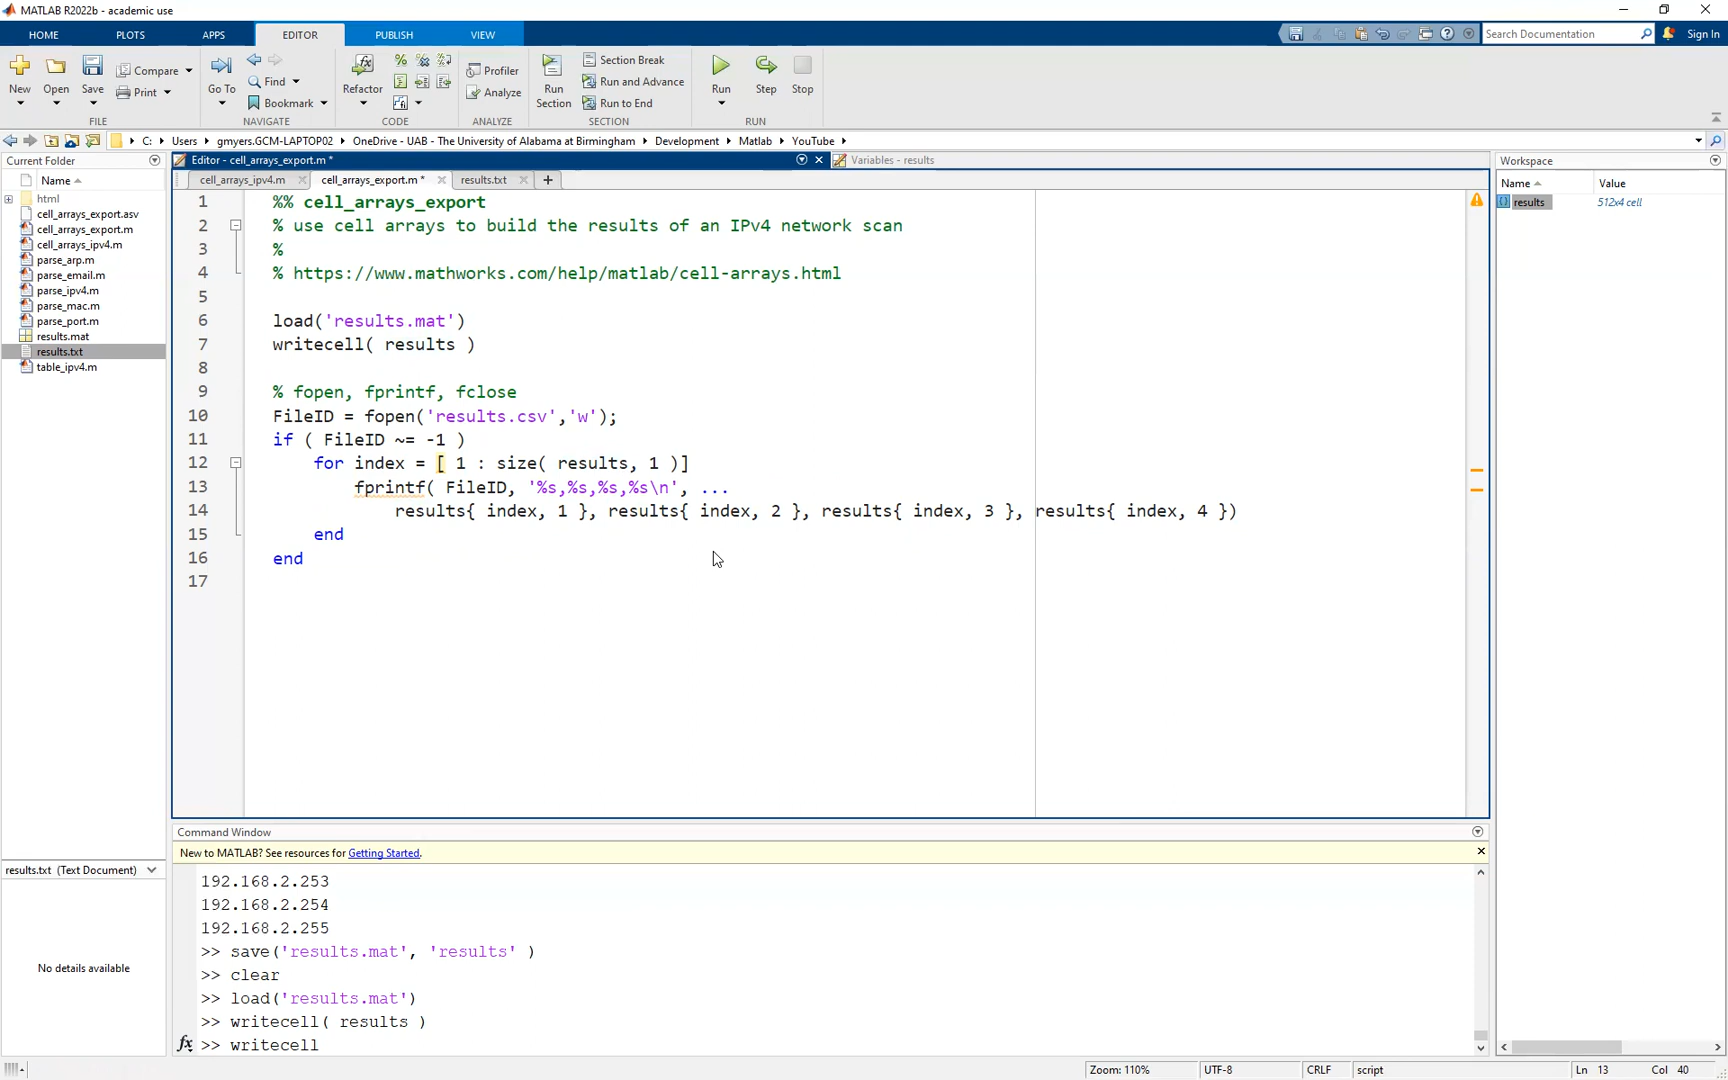 MATLAB R2022b - academic use
HOME PLOTS APPS EDITOR PUBLISH VIEW Search Documentation Sign In
New Open Save Compare Print Go To Find Bookmark Refactor Profiler Analyze Run Section Section Break Run and Advance Run to End Run Step Stop
FILE NAVIGATE CODE ANALYZE SECTION RUN
C: Users gmyers.GCM-LAPTOP02 OneDrive - UAB - The University of Alabama at Birmingham Development Matlab YouTube
Current Folder
Name
html
cell_arrays_export.asv
cell_arrays_export.m
cell_arrays_ipv4.m
parse_arp.m
parse_email.m
parse_ipv4.m
parse_mac.m
parse_port.m
results.mat
results.txt
table_ipv4.m
results.txt (Text Document)
No details available
Editor - cell_arrays_export.m * Variables - results
cell_arrays_ipv4.m cell_arrays_export.m * results.txt
1 %% cell_arrays_export
2 % use cell arrays to build the results of an IPv4 network scan
3 %
4 % https://www.mathworks.com/help/matlab/cell-arrays.html
5
6 load('results.mat')
7 writecell( results )
8
9 % fopen, fprintf, fclose
10 FileID = fopen('results.csv','w');
11 if ( FileID ~= -1 )
12 for index = [ 1 : size( results, 1 )]
13 fprintf( FileID, '%s,%s,%s,%s\n', ...
14 results{ index, 1 }, results{ index, 2 }, results{ index, 3 }, results{ index, 4 })
15 end
16 end
17
Command Window
New to MATLAB? See resources for Getting Started.
192.168.2.253
192.168.2.254
192.168.2.255
>> save('results.mat', 'results' )
>> clear
>> load('results.mat')
>> writecell( results )
fx >> writecell
Workspace
Name Value
results 512x4 cell
Zoom: 110% UTF-8 CRLF script Ln 13 Col 40